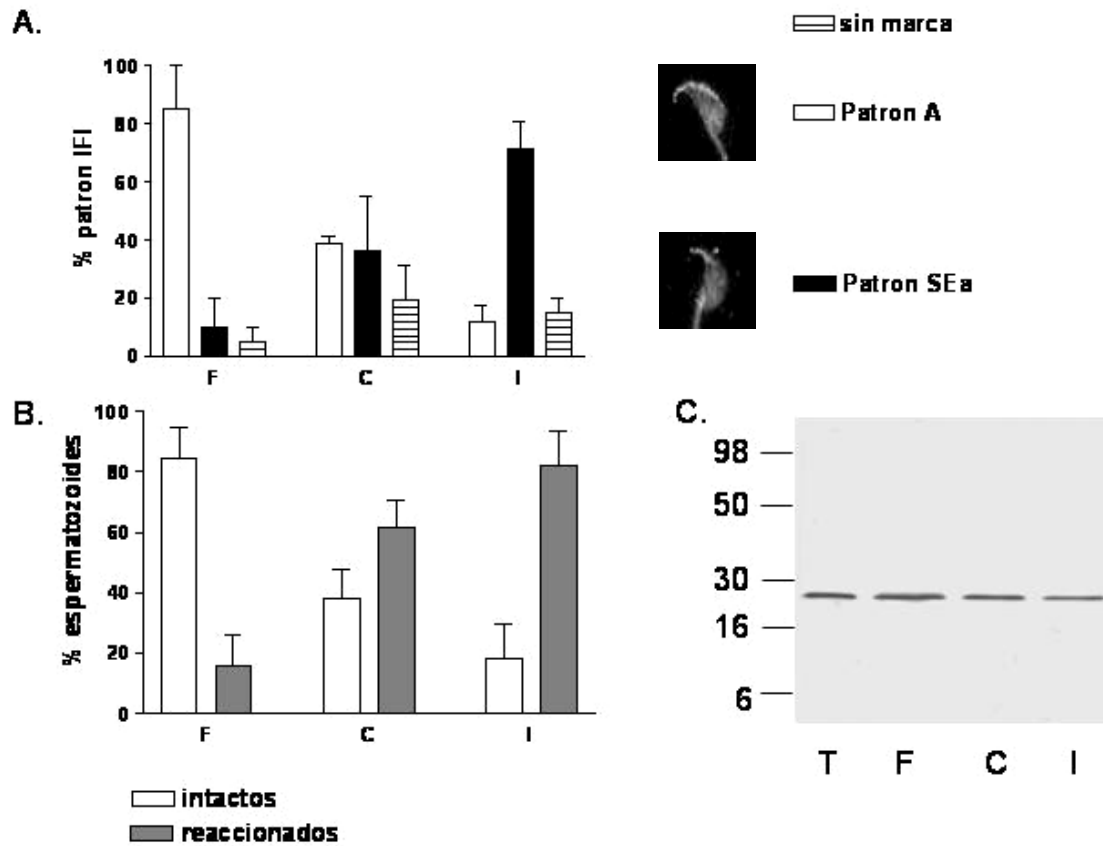 A.
% patron IFI
100
80
60
40
20
0
F C I
sin marca
Patron A
Patron SEa
B.
% espermatozoides
100
80
60
40
20
0
F C I
intactos
reaccionados
C.
98
50
30
16
6
T F C I